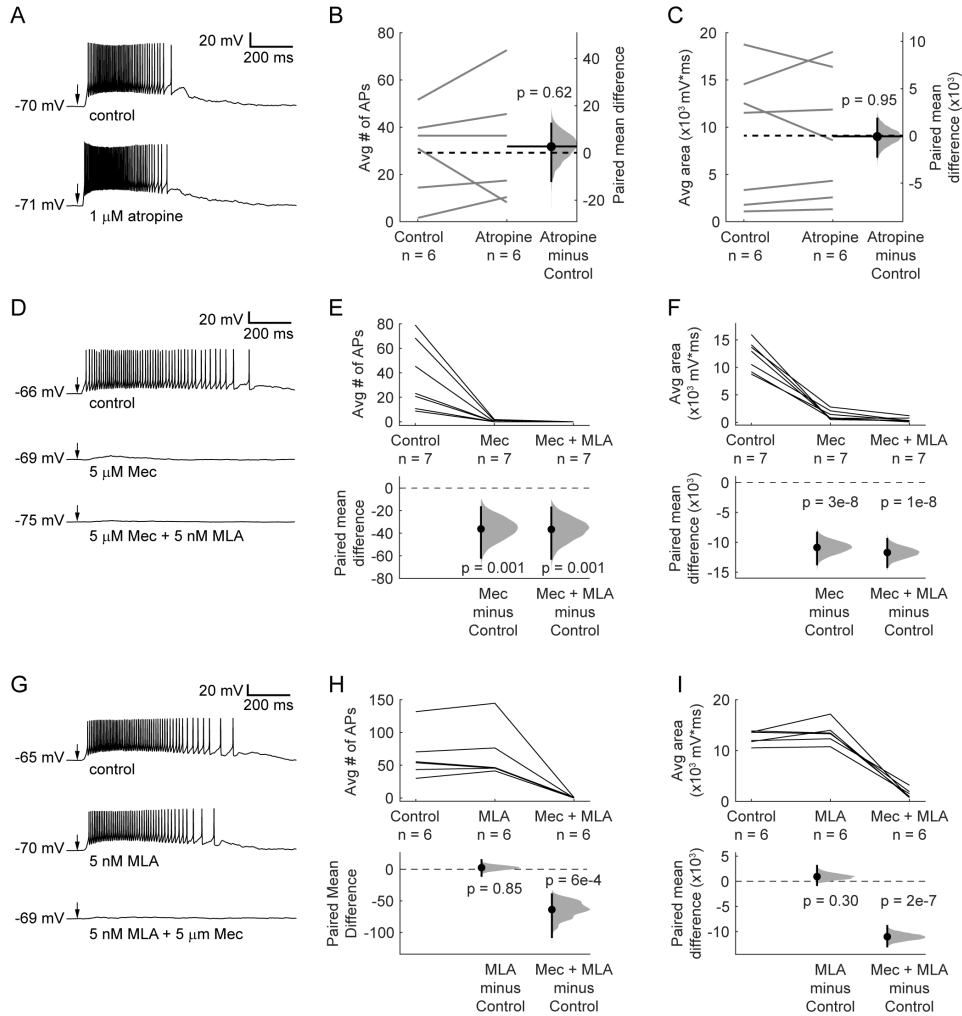 A
20 mV
200 ms
-70 mV
control
-71 mV
1 μM atropine
B
Avg # of APs
80
60
40
20
0
p = 0.62
40
20
0
-20
Paired mean difference
Control
n = 6
Atropine
n = 6
Atropine
minus
Control
C
Avg area (x10³ mV*ms)
20
15
10
5
0
p = 0.95
10
5
0
-5
Paired mean
difference (x10³)
Control
n = 6
Atropine
n = 6
Atropine
minus
Control
D
20 mV
200 ms
-66 mV
control
-69 mV
5 μM Mec
-75 mV
5 μM Mec + 5 nM MLA
E
Avg # of APs
80
60
40
20
0
Control
n = 7
Mec
n = 7
Mec + MLA
n = 7
Paired mean
difference
0
-20
-40
-60
-80
p = 0.001
p = 0.001
Mec
minus
Control
Mec + MLA
minus
Control
F
Avg area
(x10³ mV*ms)
15
10
5
0
Control
n = 7
Mec
n = 7
Mec + MLA
n = 7
Paired mean
difference (x10³)
0
-5
-10
-15
p = 3e-8
p = 1e-8
Mec
minus
Control
Mec + MLA
minus
Control
G
20 mV
200 ms
-65 mV
control
-70 mV
5 nM MLA
-69 mV
5 nM MLA + 5 μm Mec
H
Avg # of APs
150
100
50
0
Control
n = 6
MLA
n = 6
Mec + MLA
n = 6
Paired Mean
Difference
0
-50
-100
p = 0.85
p = 6e-4
MLA
minus
Control
Mec + MLA
minus
Control
I
Avg area
(x10³ mV*ms)
20
10
0
Control
n = 6
MLA
n = 6
Mec + MLA
n = 6
Paired mean
difference (x10³)
5
0
-5
-10
p = 0.30
p = 2e-7
MLA
minus
Control
Mec + MLA
minus
Control